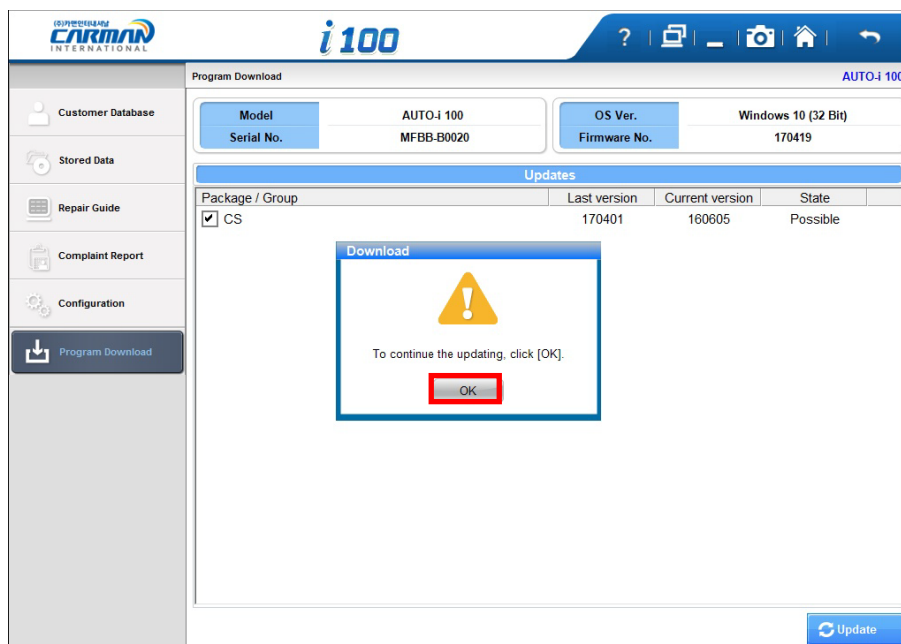 (주)카맨인터내셔날
CARMAN
INTERNATIONAL
i 100
?
Program Download
AUTO-i 100
Customer Database
Stored Data
Repair Guide
Complaint Report
Configuration
Program Download
Model AUTO-i 100
Serial No. MFBB-B0020
OS Ver. Windows 10 (32 Bit)
Firmware No. 170419
Updates
Package / Group Last version Current version State
CS 170401 160605 Possible
Download
To continue the updating, click [OK].
OK
Update